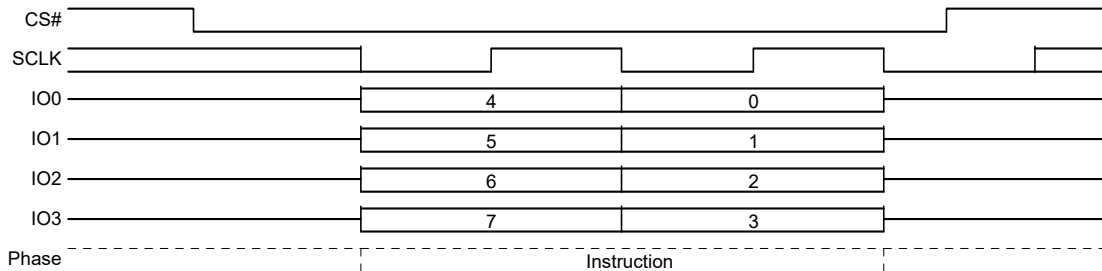 CS#
SCLK
IO0 4 0
IO1 5 1
IO2 6 2
IO3 7 3
Phase Instruction